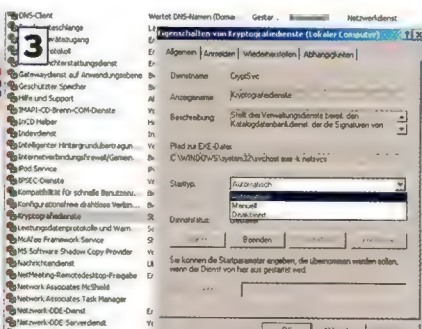 3
DNS-Client
Wertet DNS-Namen (Doma
Netzwerkdienst
Gatewaydienst auf Anwendungsebene
Geschützter Speicher
Hilfe und Support
IMAPI-CD-Brenn-COM-Dienste
InCD Helper
Indexdienst
Intelligenter Hintergrundübertragun
Internetverbindungsfirewall/Gemein
iPod Service
IPSEC-Dienste
Kompatibilität für schnelle Benutzeru
Konfigurationsfreie drahtlose Verbin
Kryptografiedienste
Leistungsdatenprotokolle und Warn
McAfee Framework Service
MS Software Shadow Copy Provider
Nachrichtendienst
NetMeeting-Remotedesktop-Freigabe
Network Associates McShield
Network Associates Task Manager
Netzwerk-DDE-Dienst
Netzwerk-DDE-Serverdienst
Eigenschaften von Kryptografiedienste (Lokaler Computer)
Allgemein Anmelden Wiederherstellen Abhängigkeiten
Dienstname: CryptSvc
Anzeigename: Kryptografiedienste
Beschreibung: Stellt drei Verwaltungsdienste bereit: den
Katalogdatenbankdienst, der die Signaturen von
Pfad zur EXE-Datei:
C:\WINDOWS\system32\svchost.exe -k netsvcs
Starttyp: Automatisch
Automatisch
Manuell
Deaktiviert
Dienststatus: Gestartet
Beenden
Sie können die Startparameter angeben, die übernommen werden sollen,
wenn der Dienst von hier aus gestartet wird.